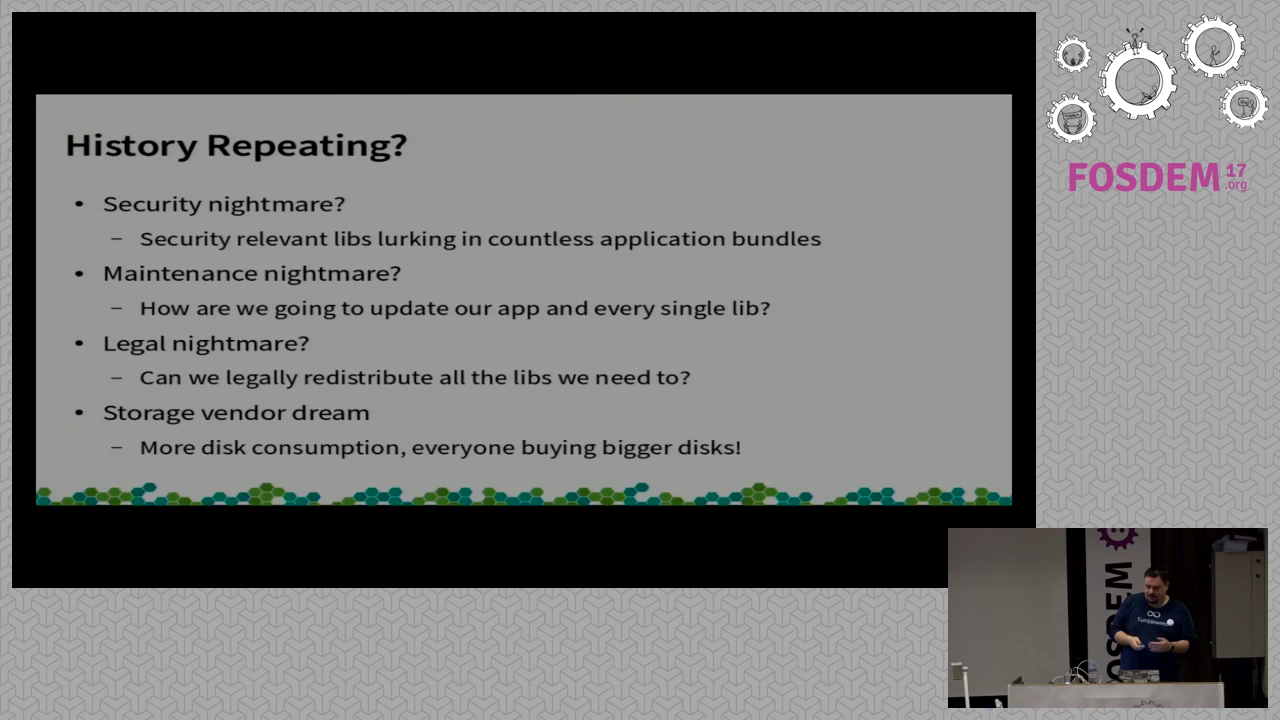 History Repeating?
• Security nightmare?
– Security relevant libs lurking in countless application bundles
• Maintenance nightmare?
– How are we going to update our app and every single lib?
• Legal nightmare?
– Can we legally redistribute all the libs we need to?
• Storage vendor dream
– More disk consumption, everyone buying bigger disks!
FOSDEM 17
.org
FOSDEM
Tumbleweed